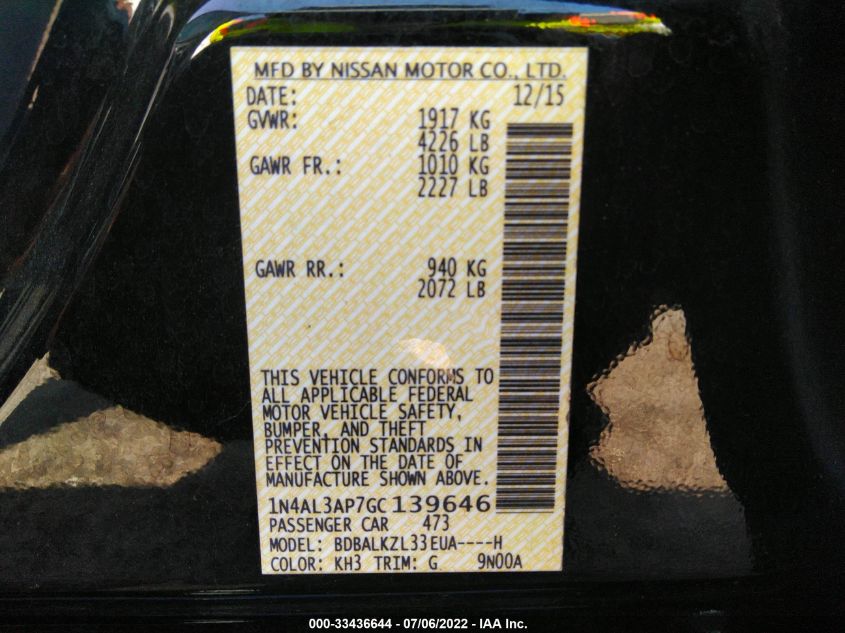 MFD BY NISSAN MOTOR CO., LTD.
DATE: 12/15
GVWR: 1917 KG
4226 LB
GAWR FR.: 1010 KG
2227 LB
GAWR RR.: 940 KG
2072 LB
THIS VEHICLE CONFORMS TO
ALL APPLICABLE FEDERAL
MOTOR VEHICLE SAFETY,
BUMPER, AND THEFT
PREVENTION STANDARDS IN
EFFECT ON THE DATE OF
MANUFACTURE SHOWN ABOVE.
1N4AL3AP7GC139646
PASSENGER CAR 473
MODEL: BDBALKZL33EUA----H
COLOR: KH3 TRIM: G 9N00A
000-33436644 - 07/06/2022 - IAA Inc.